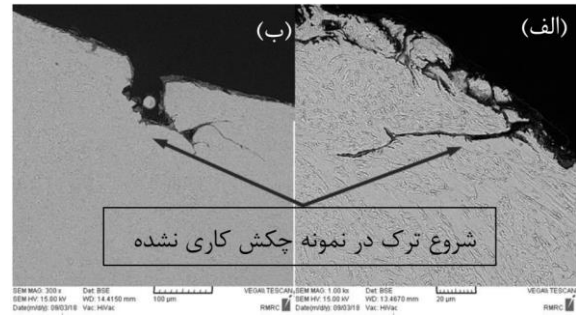 (الف)
(ب)
شروع ترک در نمونه چکش کاری نشده
SEM MAG: 300 x Det: BSE VEGA\\ TESCAN
SEM HV: 15.00 kV WD: 14.4150 mm 100 µm
Date(m/d/y): 09/03/18 Vac: HiVac RMRC
SEM MAG: 1.00 kx Det: BSE VEGA\\ TESCAN
SEM HV: 15.00 kV WD: 13.4670 mm 20 µm
Date(m/d/y): 09/03/18 Vac: HiVac RMRC